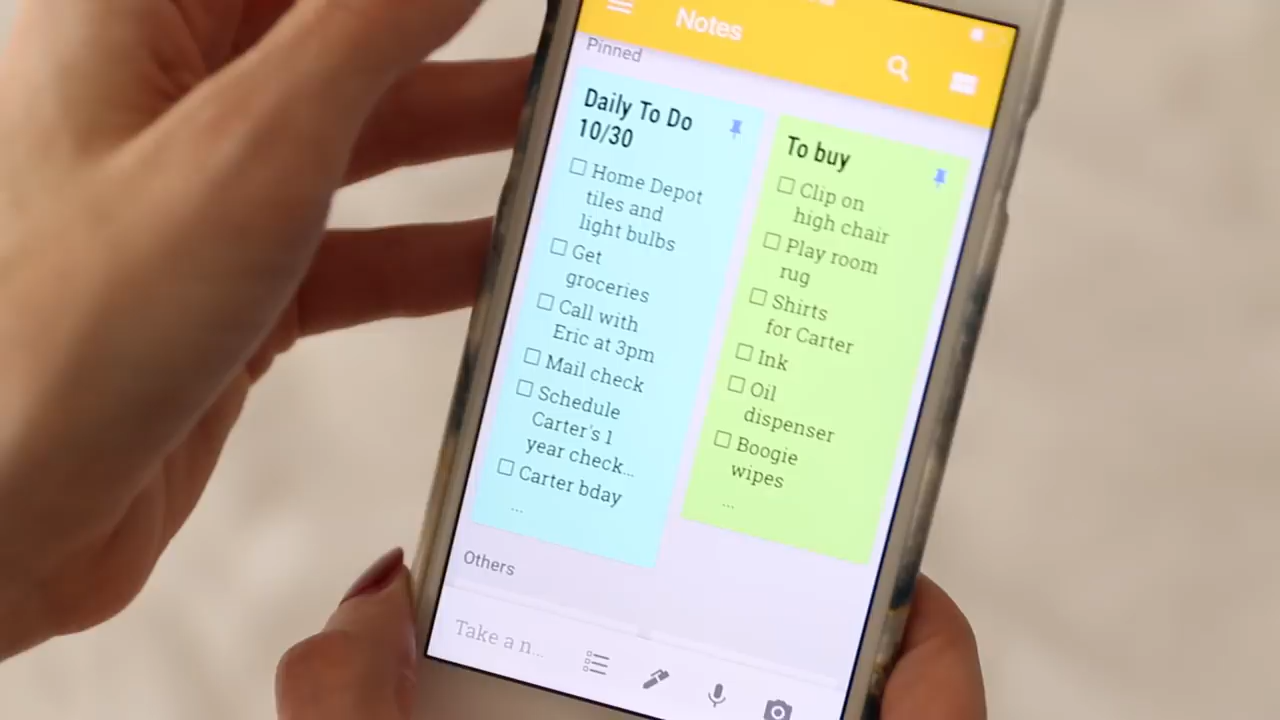 Notes
Pinned
Daily To Do
10/30
Home Depot
tiles and
light bulbs
Get
groceries
Call with
Eric at 3pm
Mail check
Schedule
Carter's 1
year check...
Carter bday
...
To buy
Clip on
high chair
Play room
rug
Shirts
for Carter
Ink
Oil
dispenser
Boogie
wipes
...
Others
Take a n...